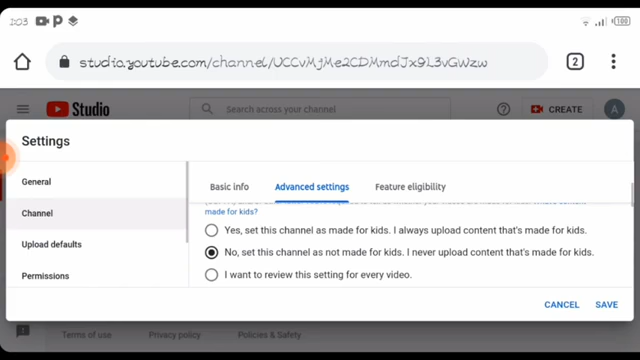 1:03
100
studio.youtube.com/channel/UCCvMjMe2CDMmdJx9L3vGWzw
2
Studio
Search across your channel
CREATE
A
Settings
General
Channel
Upload defaults
Permissions
Basic info
Advanced settings
Feature eligibility
made for kids?
Yes, set this channel as made for kids. I always upload content that's made for kids.
No, set this channel as not made for kids. I never upload content that's made for kids.
I want to review this setting for every video.
CANCEL
SAVE
Terms of use
Privacy policy
Policies & Safety